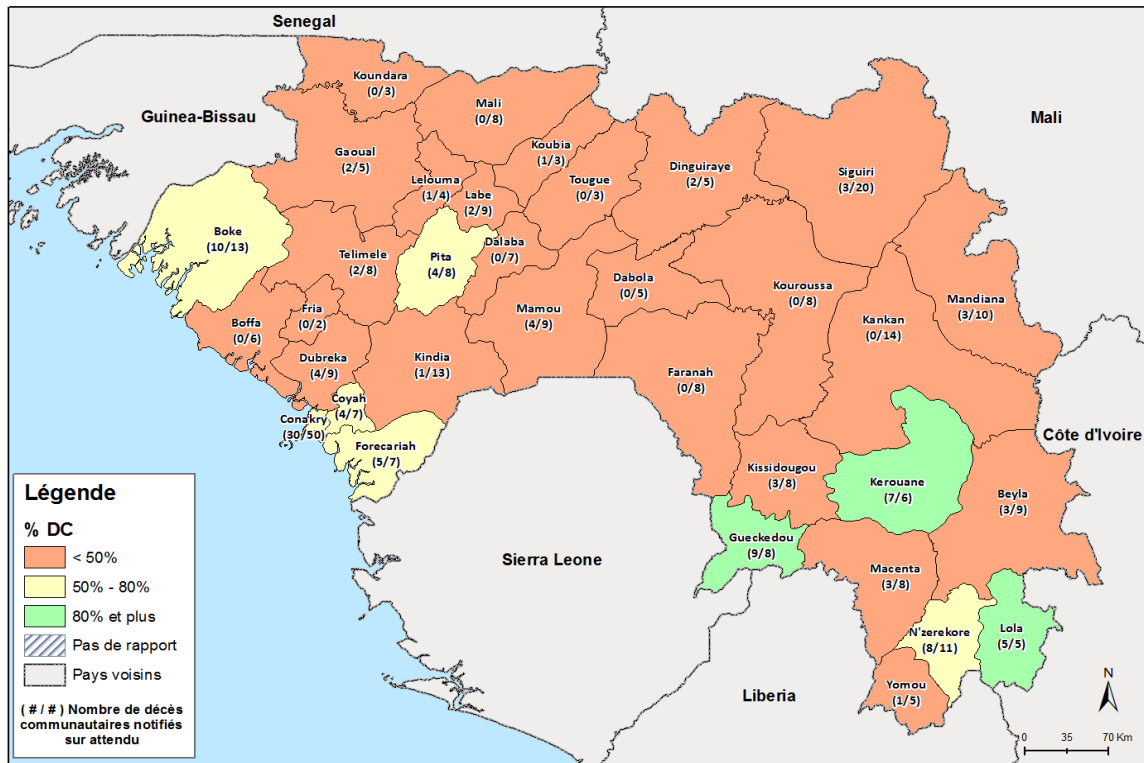 Senegal
Koundara
(0/3)
Mali
(0/8)
Guinea-Bissau
Mali
Koubia
(1/3)
Gaoual
(2/5)
Dinguiraye
(2/5)
Siguiri
(3/20)
Lelouma
(1/4)
Tougue
(0/3)
Labe
(2/9)
Boke
(10/13)
Dalaba
(0/7)
Telimele
(2/8)
Pita
(4/8)
Dabola
(0/5)
Kouroussa
(0/8)
Mandiana
(3/10)
Fria
(0/2)
Mamou
(4/9)
Kankan
(0/14)
Boffa
(0/6)
Dubreka
(4/9)
Kindia
(1/13)
Faranah
(0/8)
Coyah
(4/7)
Conakry
(30/50)
Côte d'Ivoire
Forecariah
(5/7)
Kissidougou
(3/8)
Kerouane
(7/6)
Beyla
(3/9)
Gueckedou
(9/8)
Sierra Leone
Macenta
(3/8)
N'zerekore
(8/11)
Lola
(5/5)
Yomou
(1/5)
Liberia
Légende
% DC
< 50%
50% - 80%
80% et plus
Pas de rapport
Pays voisins
( # / # ) Nombre de décès
communautaires notifiés
sur attendu
N
0 35 70 Km